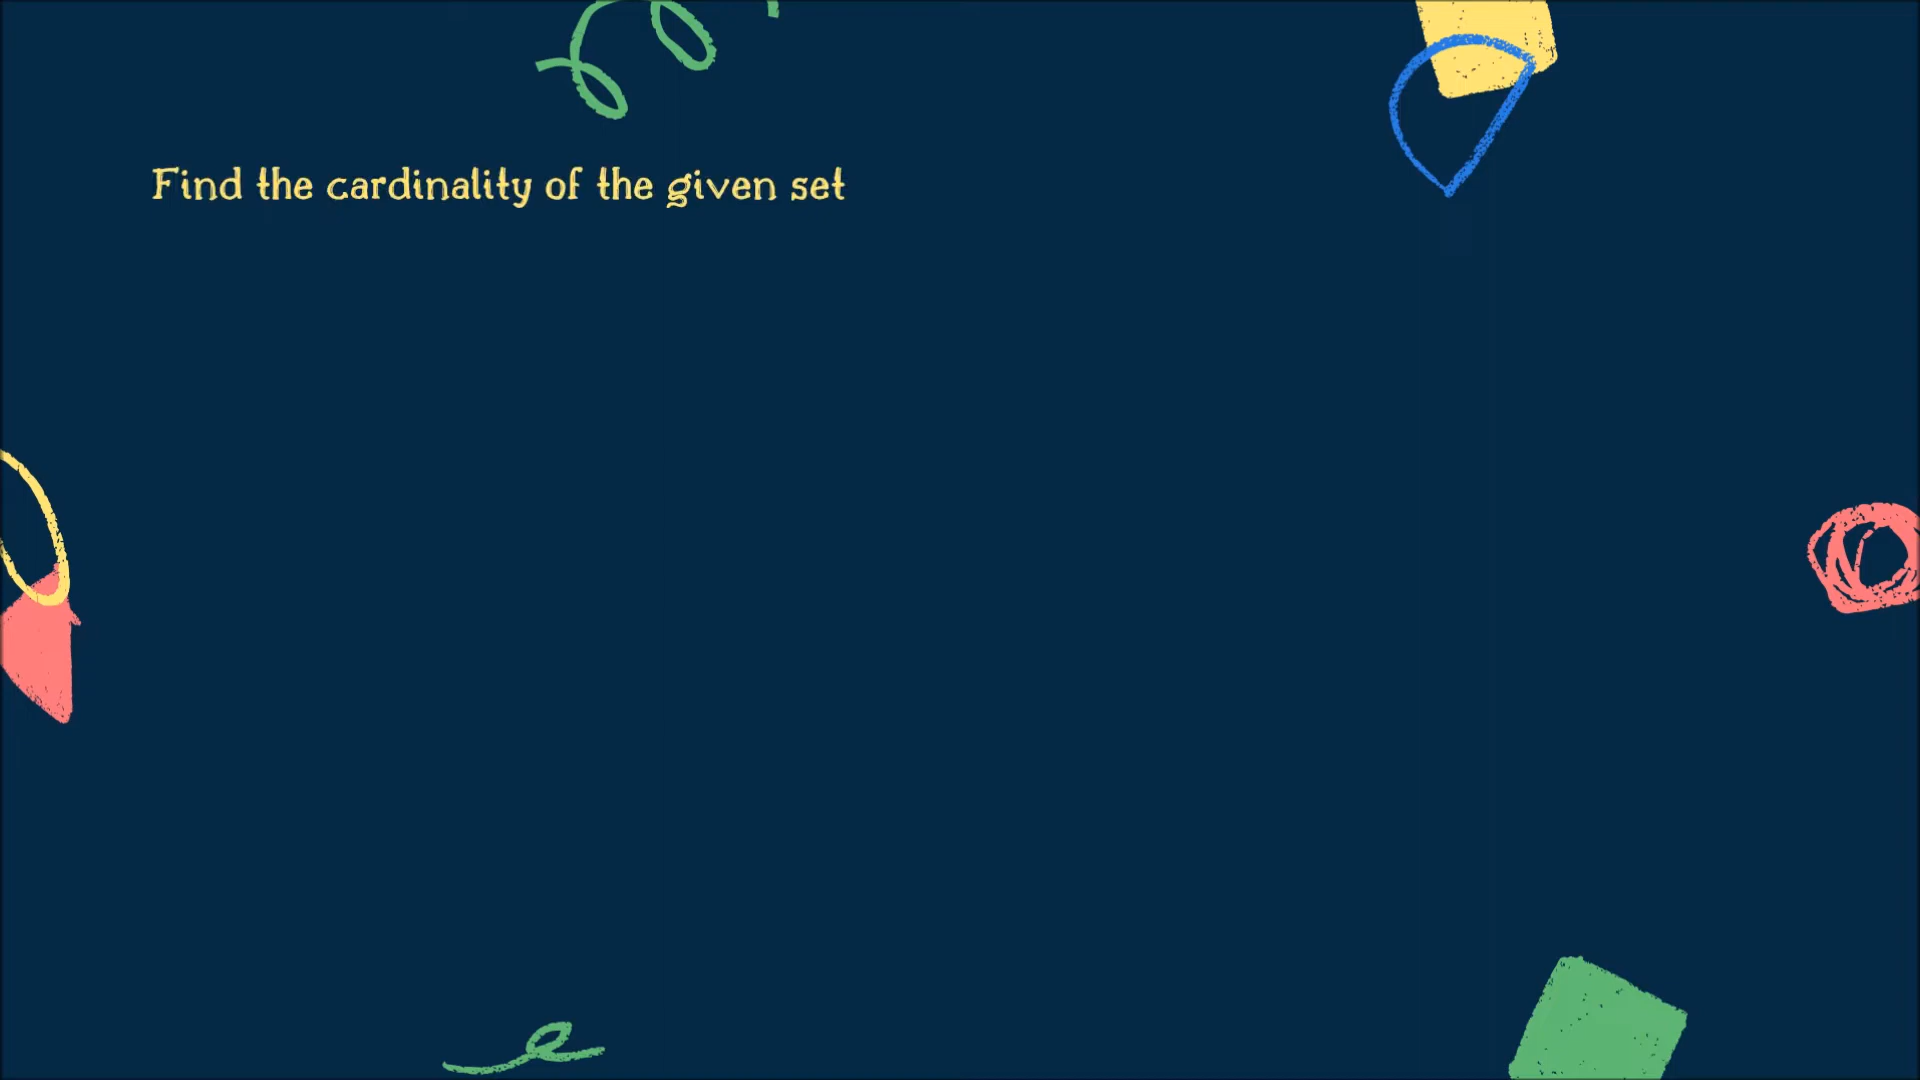 Find the cardinality of the given set